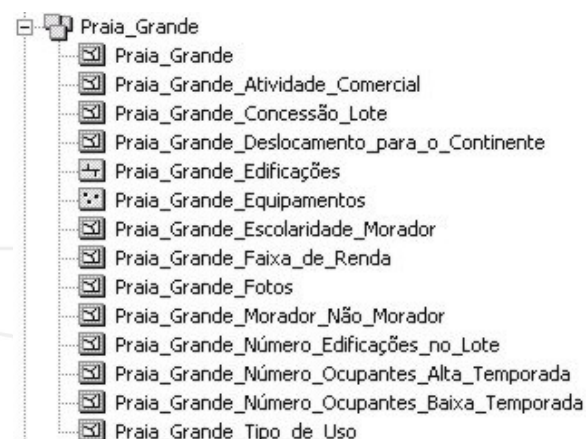 Praia_Grande
Praia_Grande
Praia_Grande_Atividade_Comercial
Praia_Grande_Concessão_Lote
Praia_Grande_Deslocamento_para_o_Continente
Praia_Grande_Edificações
Praia_Grande_Equipamentos
Praia_Grande_Escolaridade_Morador
Praia_Grande_Faixa_de_Renda
Praia_Grande_Fotos
Praia_Grande_Morador_Não_Morador
Praia_Grande_Número_Edificações_no_Lote
Praia_Grande_Número_Ocupantes_Alta_Temporada
Praia_Grande_Número_Ocupantes_Baixa_Temporada
Praia_Grande_Tipo_de_Uso